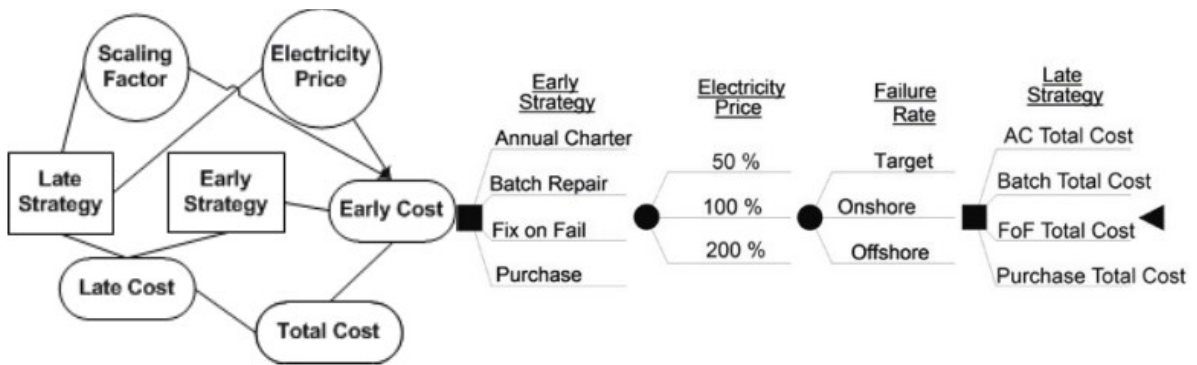 Scaling
Factor
Electricity
Price
Late
Strategy
Early
Strategy
Early Cost
Late Cost
Total Cost
Early
Strategy
Annual Charter
Batch Repair
Fix on Fail
Purchase
Electricity
Price
50 %
100 %
200 %
Failure
Rate
Target
Onshore
Offshore
Late
Strategy
AC Total Cost
Batch Total Cost
FoF Total Cost
Purchase Total Cost